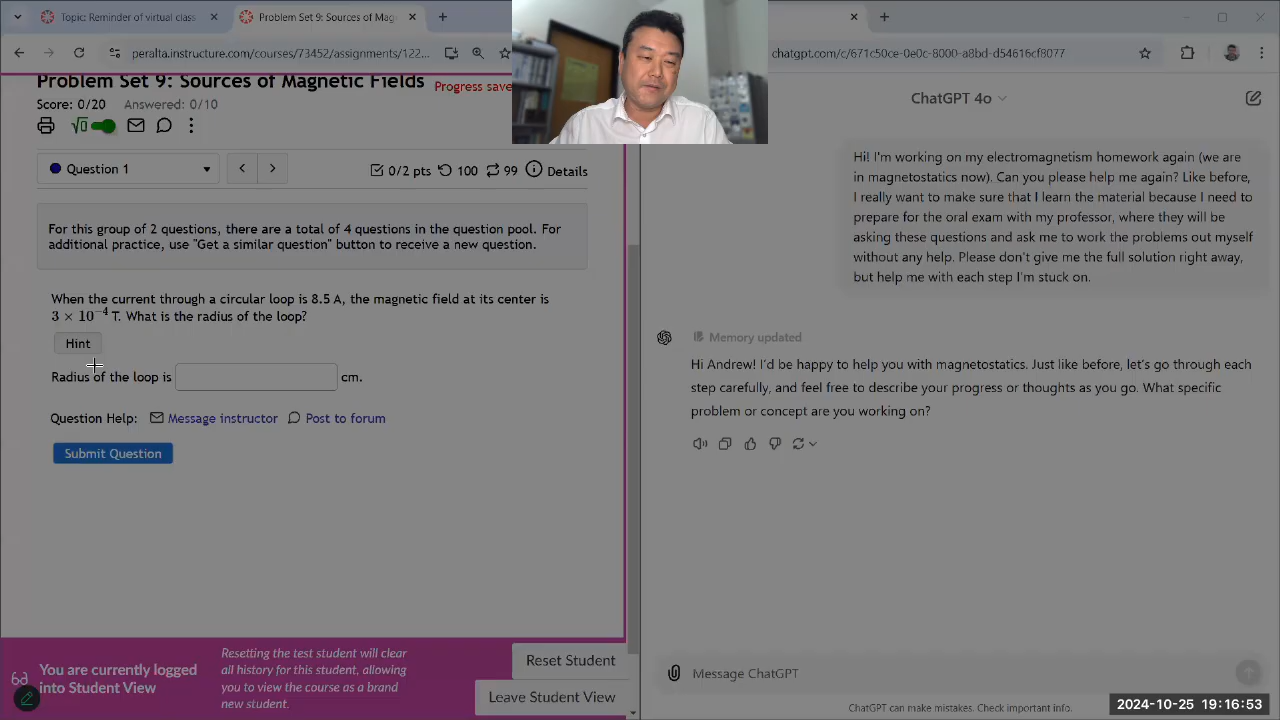 Topic: Reminder of virtual class
Problem Set 9: Sources of Mag
peralta.instructure.com/courses/73452/assignments/122...
chatgpt.com/c/671c50ce-0e0c-8000-a8bd-d54616cf8077
Problem Set 9: Sources of Magnetic Fields
Progress save
Score: 0/20 Answered: 0/10
Question 1
0/2 pts 100 99 Details
For this group of 2 questions, there are a total of 4 questions in the question pool. For
additional practice, use "Get a similar question" button to receive a new question.
When the current through a circular loop is 8.5 A, the magnetic field at its center is
3 × 10⁻⁴ T. What is the radius of the loop?
Hint
Radius of the loop is cm.
Question Help: Message instructor Post to forum
Submit Question
You are currently logged
into Student View
Resetting the test student will clear
all history for this student, allowing
you to view the course as a brand
new student.
Reset Student
Leave Student View
ChatGPT 4o
Hi! I'm working on my electromagnetism homework again (we are
in magnetostatics now). Can you please help me again? Like before,
I really want to make sure that I learn the material because I need to
prepare for the oral exam with my professor, where they will be
asking these questions and ask me to work the problems out myself
without any help. Please don't give me the full solution right away,
but help me with each step I'm stuck on.
Memory updated
Hi Andrew! I'd be happy to help you with magnetostatics. Just like before, let's go through each
step carefully, and feel free to describe your progress or thoughts as you go. What specific
problem or concept are you working on?
Message ChatGPT
ChatGPT can make mistakes. Check important info.
2024-10-25 19:16:53